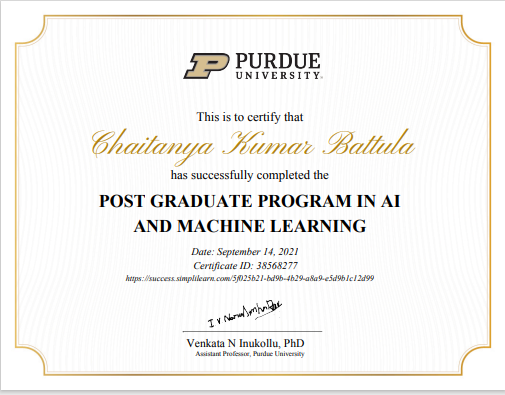 PURDUE
UNIVERSITY®
This is to certify that
Chaitanya Kumar Battula
has successfully completed the
POST GRADUATE PROGRAM IN AI
AND MACHINE LEARNING
Date: September 14, 2021
Certificate ID: 38568277
https://success.simplilearn.com/5f025b21-bd9b-4b29-a8a9-e5d9b1c12d99
Venkata N Inukollu, PhD
Assistant Professor, Purdue University